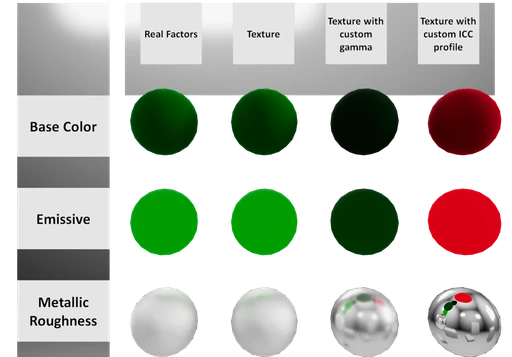 Real Factors
Texture
Texture with
custom
gamma
Texture with
custom ICC
profile
Base Color
Emissive
Metallic
Roughness